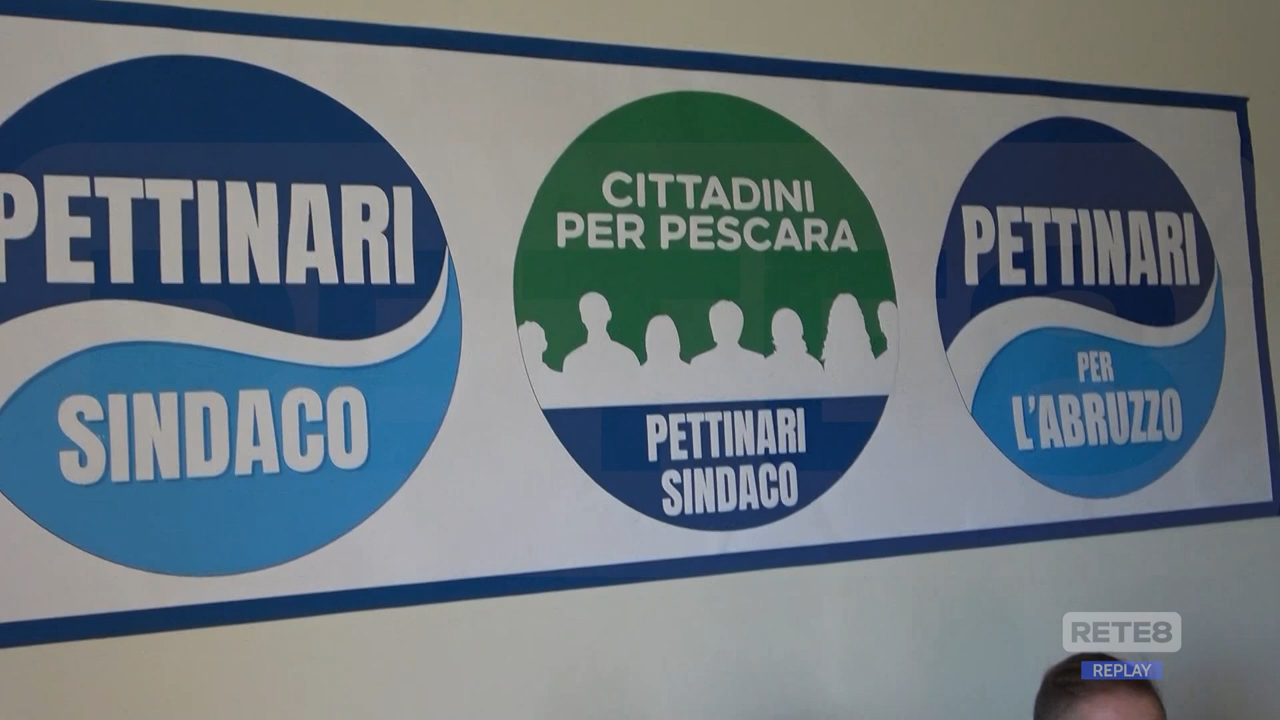 PETTINARI
SINDACO
CITTADINI
PER PESCARA
PETTINARI
SINDACO
PETTINARI
PER
L'ABRUZZO
RETE8
REPLAY